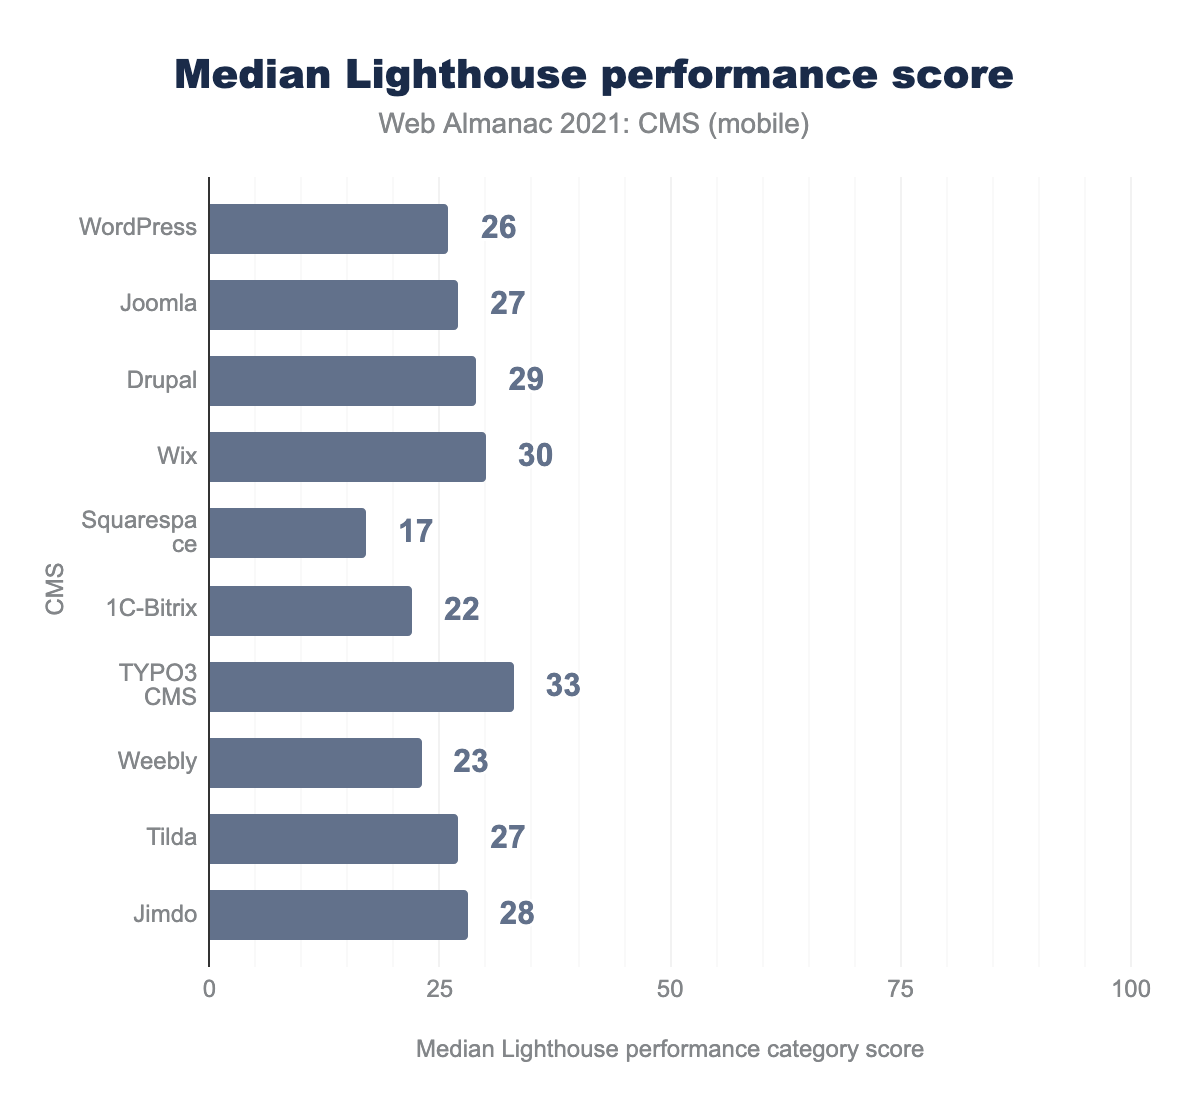 Median Lighthouse performance score
Web Almanac 2021: CMS (mobile)
CMS
WordPress 26
Joomla 27
Drupal 29
Wix 30
Squarespa
ce 17
1C-Bitrix 22
TYPO3
CMS 33
Weebly 23
Tilda 27
Jimdo 28
0 25 50 75 100
Median Lighthouse performance category score